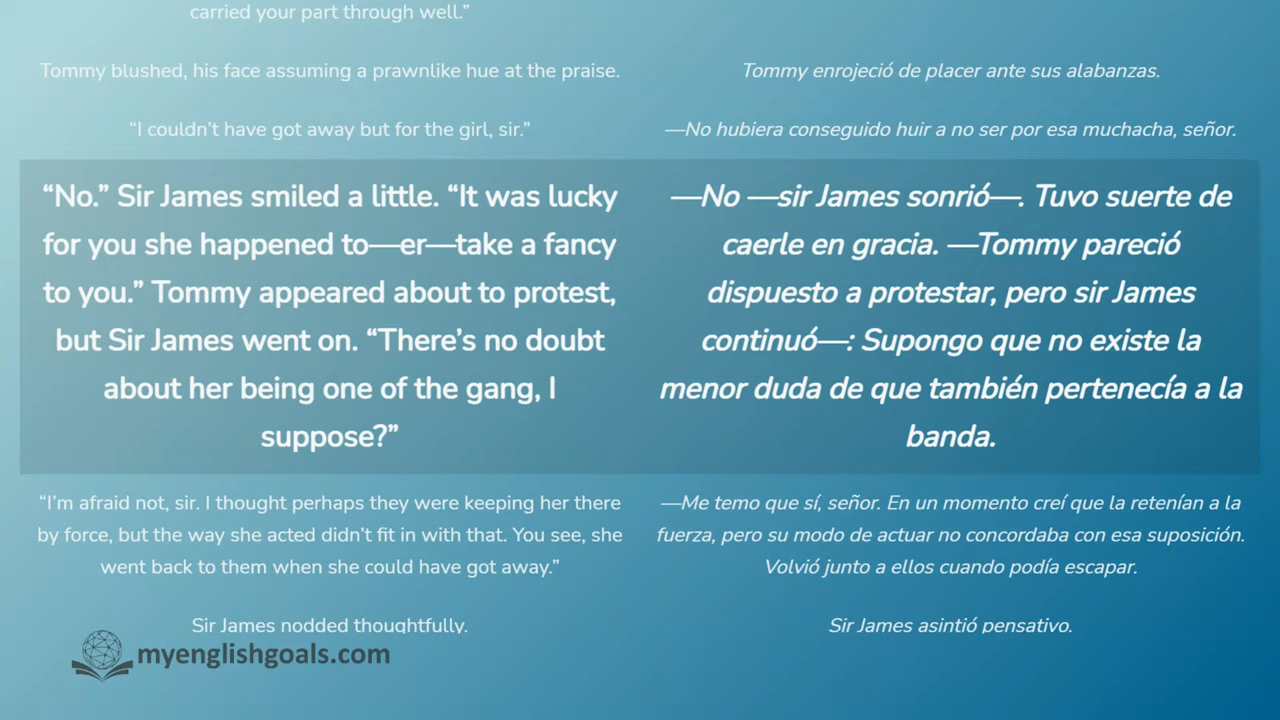 carried your part through well.”
Tommy blushed, his face assuming a prawnlike hue at the praise.
“I couldn’t have got away but for the girl, sir.”
“No.” Sir James smiled a little. “It was lucky
for you she happened to—er—take a fancy
to you.” Tommy appeared about to protest,
but Sir James went on. “There’s no doubt
about her being one of the gang, I
suppose?”
“I’m afraid not, sir. I thought perhaps they were keeping her there
by force, but the way she acted didn’t fit in with that. You see, she
went back to them when she could have got away.”
Sir James nodded thoughtfully.
Tommy enrojeció de placer ante sus alabanzas.
—No hubiera conseguido huir a no ser por esa muchacha, señor.
—No —sir James sonrió—. Tuvo suerte de
caerle en gracia. —Tommy pareció
dispuesto a protestar, pero sir James
continuó—: Supongo que no existe la
menor duda de que también pertenecía a la
banda.
—Me temo que sí, señor. En un momento creí que la retenían a la
fuerza, pero su modo de actuar no concordaba con esa suposición.
Volvió junto a ellos cuando podía escapar.
Sir James asintió pensativo.
myenglishgoals.com